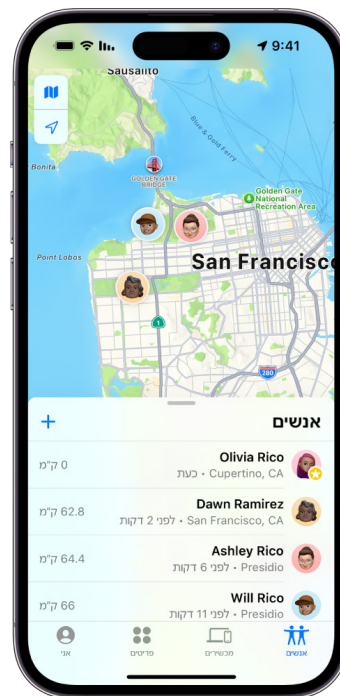 9:41
Sausalito
Blue & Gold Ferry
Bonita
GOLDEN GATE
BRIDGE
Golden Gate
National
Recreation Area
Point Lobos
San Francisco
1
280
אנשים
+
Olivia Rico
Cupertino, CA • כעת
0 ק"מ
Dawn Ramirez
San Francisco, CA • לפני 2 דקות
62.8 ק"מ
Ashley Rico
Presidio • לפני 6 דקות
64.4 ק"מ
Will Rico
Presidio • לפני 11 דקות
66 ק"מ
אנשים
מכשירים
פריטים
אני